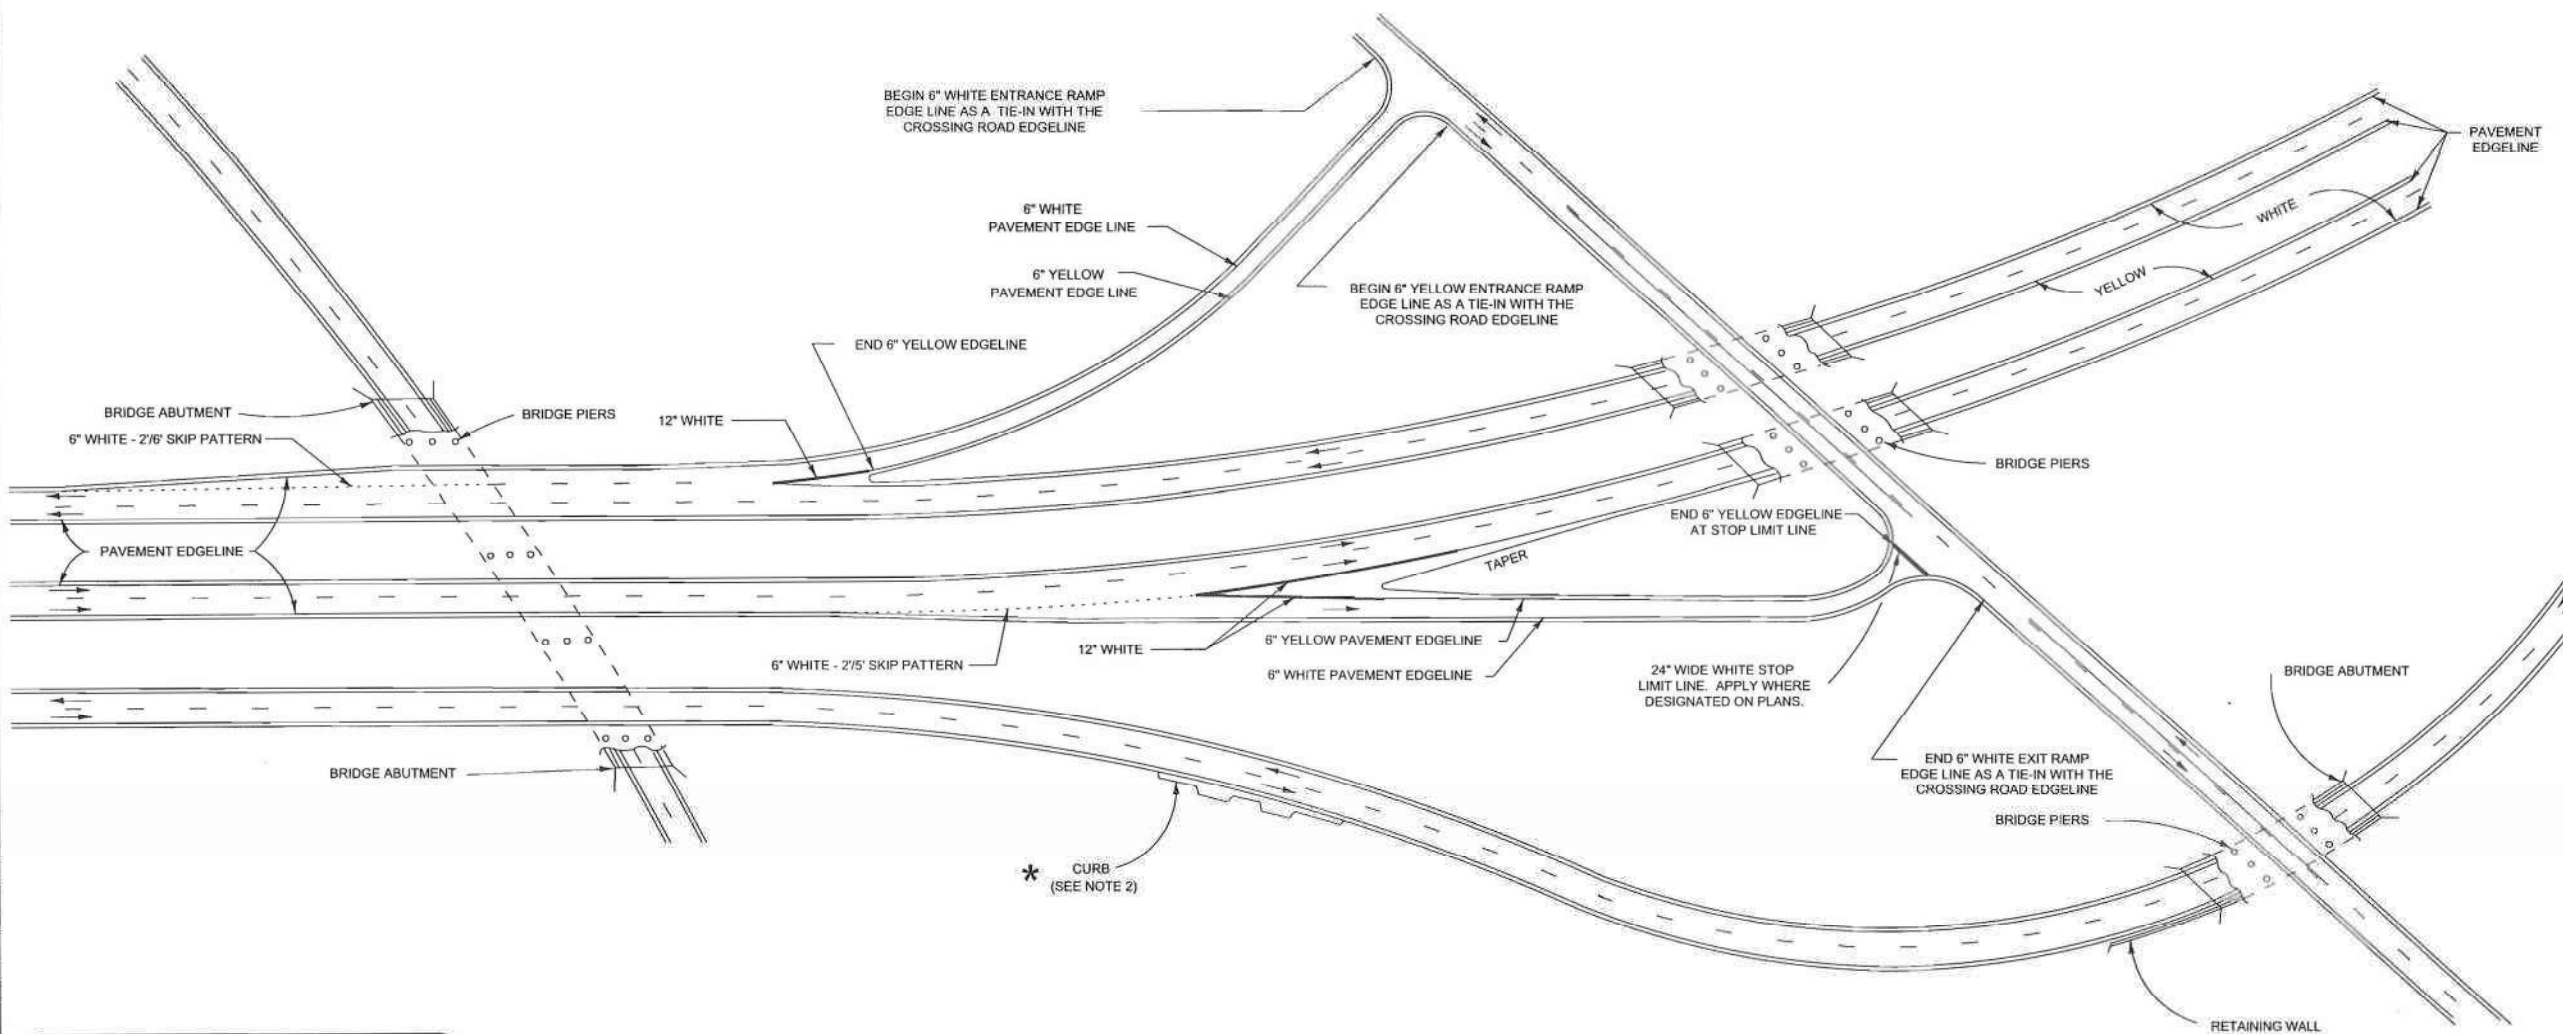 BEGIN 6" WHITE ENTRANCE RAMP
EDGE LINE AS A TIE-IN WITH THE
CROSSING ROAD EDGELINE
PAVEMENT
EDGELINE
6" WHITE
PAVEMENT EDGE LINE
WHITE
6" YELLOW
PAVEMENT EDGE LINE
YELLOW
BEGIN 6" YELLOW ENTRANCE RAMP
EDGE LINE AS A TIE-IN WITH THE
CROSSING ROAD EDGELINE
END 6" YELLOW EDGELINE
BRIDGE ABUTMENT
BRIDGE PIERS
12" WHITE
6" WHITE - 2'/6' SKIP PATTERN
BRIDGE PIERS
END 6" YELLOW EDGELINE
AT STOP LIMIT LINE
PAVEMENT EDGELINE
TAPER
6" YELLOW PAVEMENT EDGELINE
12" WHITE
6" WHITE - 2'/5' SKIP PATTERN
6" WHITE PAVEMENT EDGELINE
24" WIDE WHITE STOP
LIMIT LINE. APPLY WHERE
DESIGNATED ON PLANS.
BRIDGE ABUTMENT
BRIDGE ABUTMENT
END 6" WHITE EXIT RAMP
EDGE LINE AS A TIE-IN WITH THE
CROSSING ROAD EDGELINE
BRIDGE PIERS
* CURB
(SEE NOTE 2)
RETAINING WALL